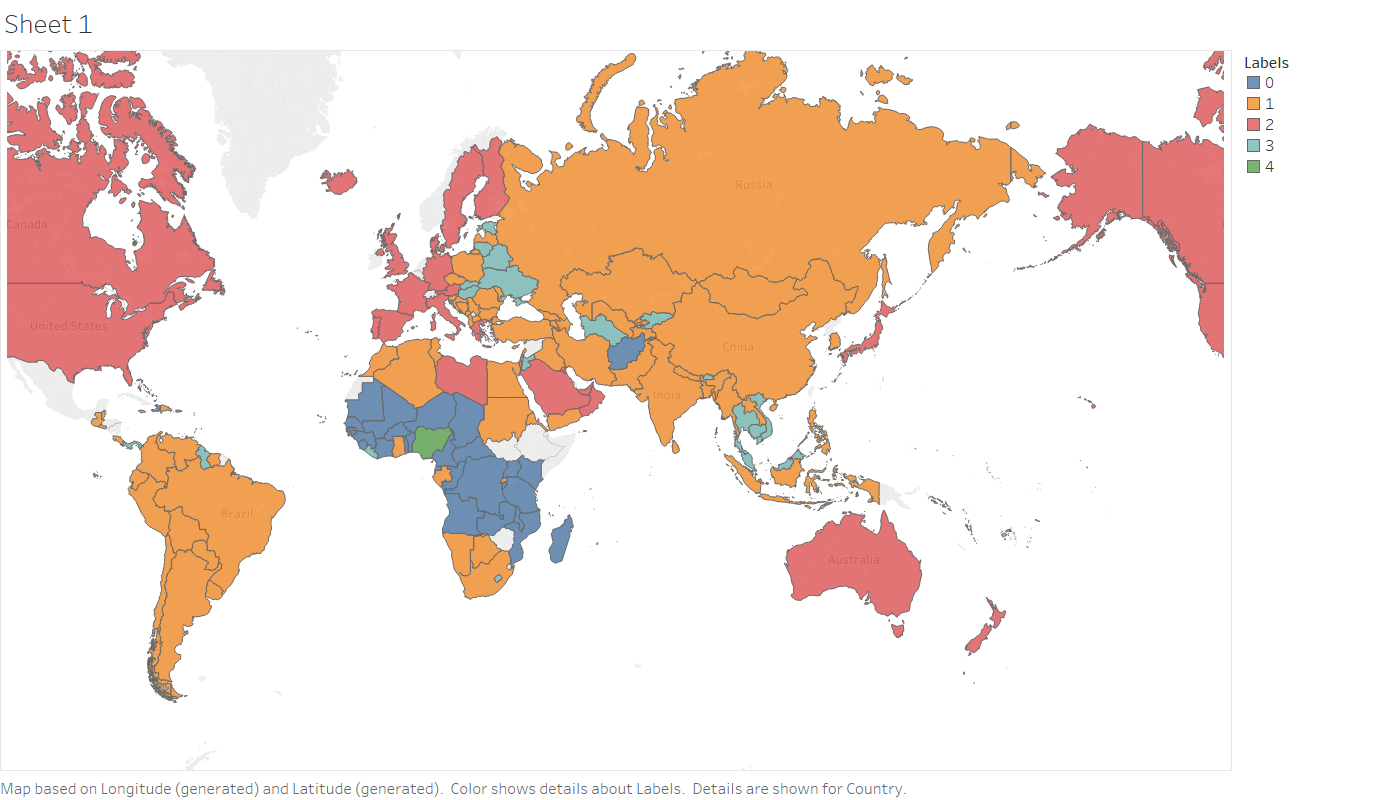 Sheet 1
Labels
0
1
2
3
4
Russia
Canada
United States
China
India
Brazil
Australia
Map based on Longitude (generated) and Latitude (generated). Color shows details about Labels. Details are shown for Country.